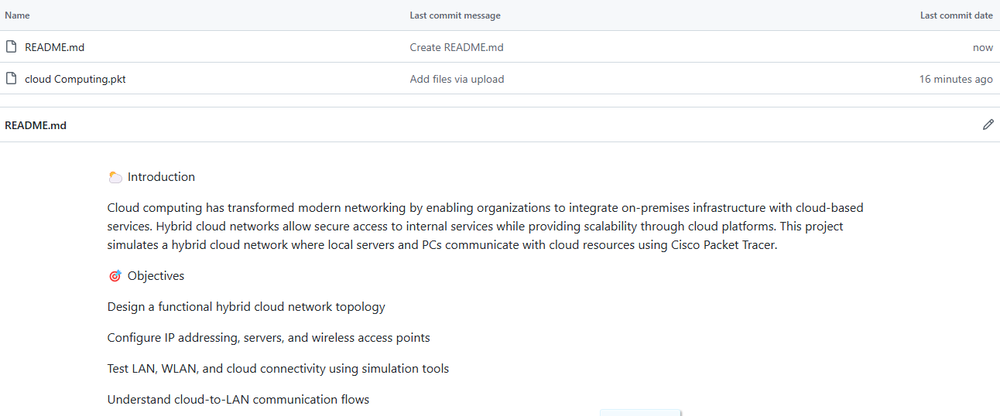 Name Last commit message Last commit date
README.md Create README.md now
cloud Computing.pkt Add files via upload 16 minutes ago
README.md
Introduction
Cloud computing has transformed modern networking by enabling organizations to integrate on-premises infrastructure with cloud-based
services. Hybrid cloud networks allow secure access to internal services while providing scalability through cloud platforms. This project
simulates a hybrid cloud network where local servers and PCs communicate with cloud resources using Cisco Packet Tracer.
Objectives
Design a functional hybrid cloud network topology
Configure IP addressing, servers, and wireless access points
Test LAN, WLAN, and cloud connectivity using simulation tools
Understand cloud-to-LAN communication flows